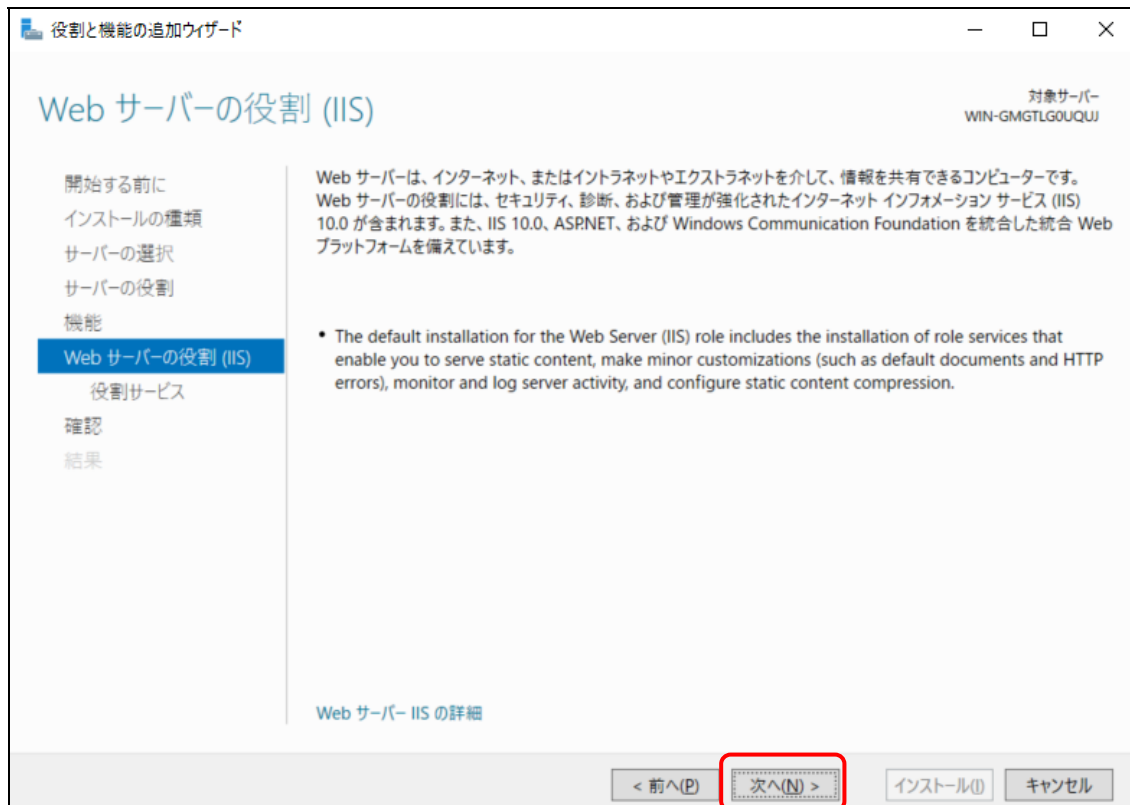 役割と機能の追加ウィザード
Web サーバーの役割 (IIS)
対象サーバー
WIN-GMGTLG0UQUJ
開始する前に
インストールの種類
サーバーの選択
サーバーの役割
機能
Web サーバーの役割 (IIS)
役割サービス
確認
結果
Web サーバーは、インターネット、またはイントラネットやエクストラネットを介して、情報を共有できるコンピューターです。
Web サーバーの役割には、セキュリティ、診断、および管理が強化されたインターネット インフォメーション サービス (IIS)
10.0 が含まれます。また、IIS 10.0、ASP.NET、および Windows Communication Foundation を統合した統合 Web
プラットフォームを備えています。
• The default installation for the Web Server (IIS) role includes the installation of role services that
enable you to serve static content, make minor customizations (such as default documents and HTTP
errors), monitor and log server activity, and configure static content compression.
Web サーバー IIS の詳細
< 前へ(P)
次へ(N) >
インストール(I)
キャンセル